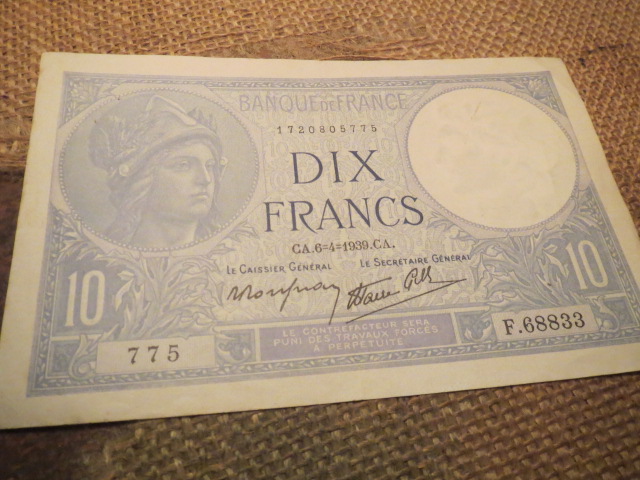 BANQUE DE FRANCE
1720805775
DIX
FRANCS
CA.6=4=1939.CA.
LE CAISSIER GÉNÉRAL
LE SECRÉTAIRE GÉNÉRAL
10
10
775
LE CONTREFACTEUR SERA
PUNI DES TRAVAUX FORCÉS
À PERPÉTUITÉ
F.68833